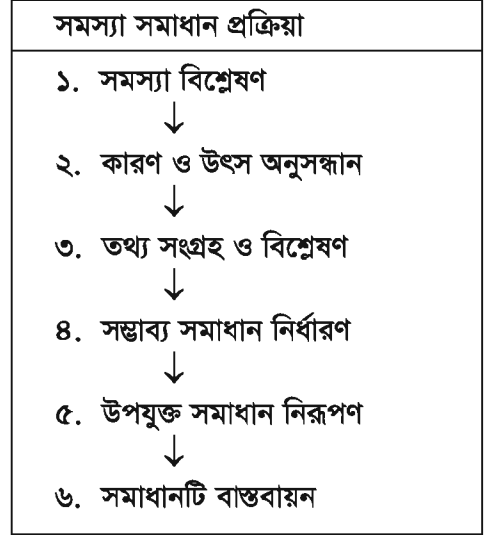 সমস্যা সমাধান প্রক্রিয়া
১. সমস্যা বিশ্লেষণ
↓
২. কারণ ও উৎস অনুসন্ধান
↓
৩. তথ্য সংগ্রহ ও বিশ্লেষণ
↓
৪. সম্ভাব্য সমাধান নির্ধারণ
↓
৫. উপযুক্ত সমাধান নিরূপণ
↓
৬. সমাধানটি বাস্তবায়ন